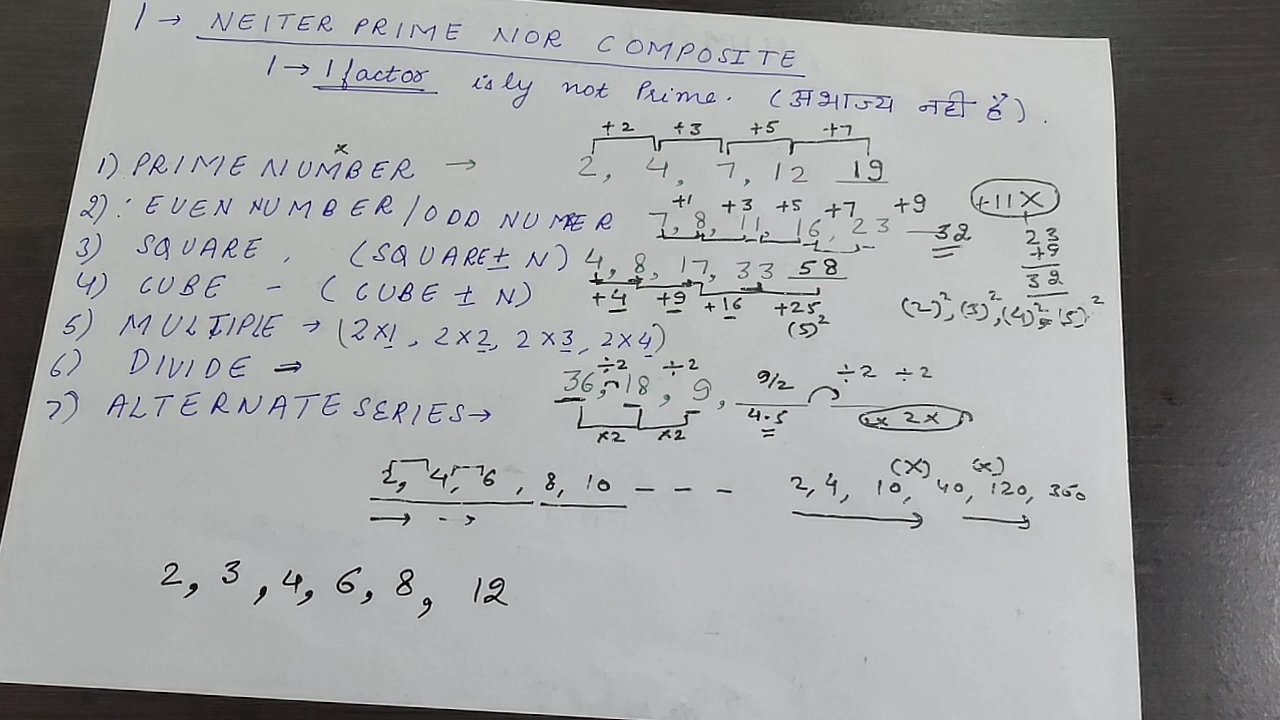 1 → NEITER PRIME NOR COMPOSITE
1 → 1 factor isly not Prime. (अभाज्य नहीं है).
+2 +3 +5 +7
1) PRIME NUMBER → 2, 4, 7, 12 19
+1 +3 +5 +7 +9 +11 X
2) : EVEN NUMBER / ODD NUMER 7, 8, 11, 16, 23 32
23
+9
32
3) SQUARE , (SQUARE ± N) 4, 8, 17, 33 58
+4 +9 +16 +25
(5)²
(2)², (3)², (4)², (5)²
4) CUBE - (CUBE ± N)
5) MULTIPLE → (2×1, 2×2, 2×3, 2×4)
6) DIVIDE ⇒
÷2 ÷2 9/2 ÷2 ÷2
36, 18, 9, 4.5
×2 ×2 2x
7) ALTERNATE SERIES →
2, 4, 6, 8, 10 - - -
(x) (x)
2, 4, 10, 40, 120, 360
2, 3, 4, 6, 8, 12